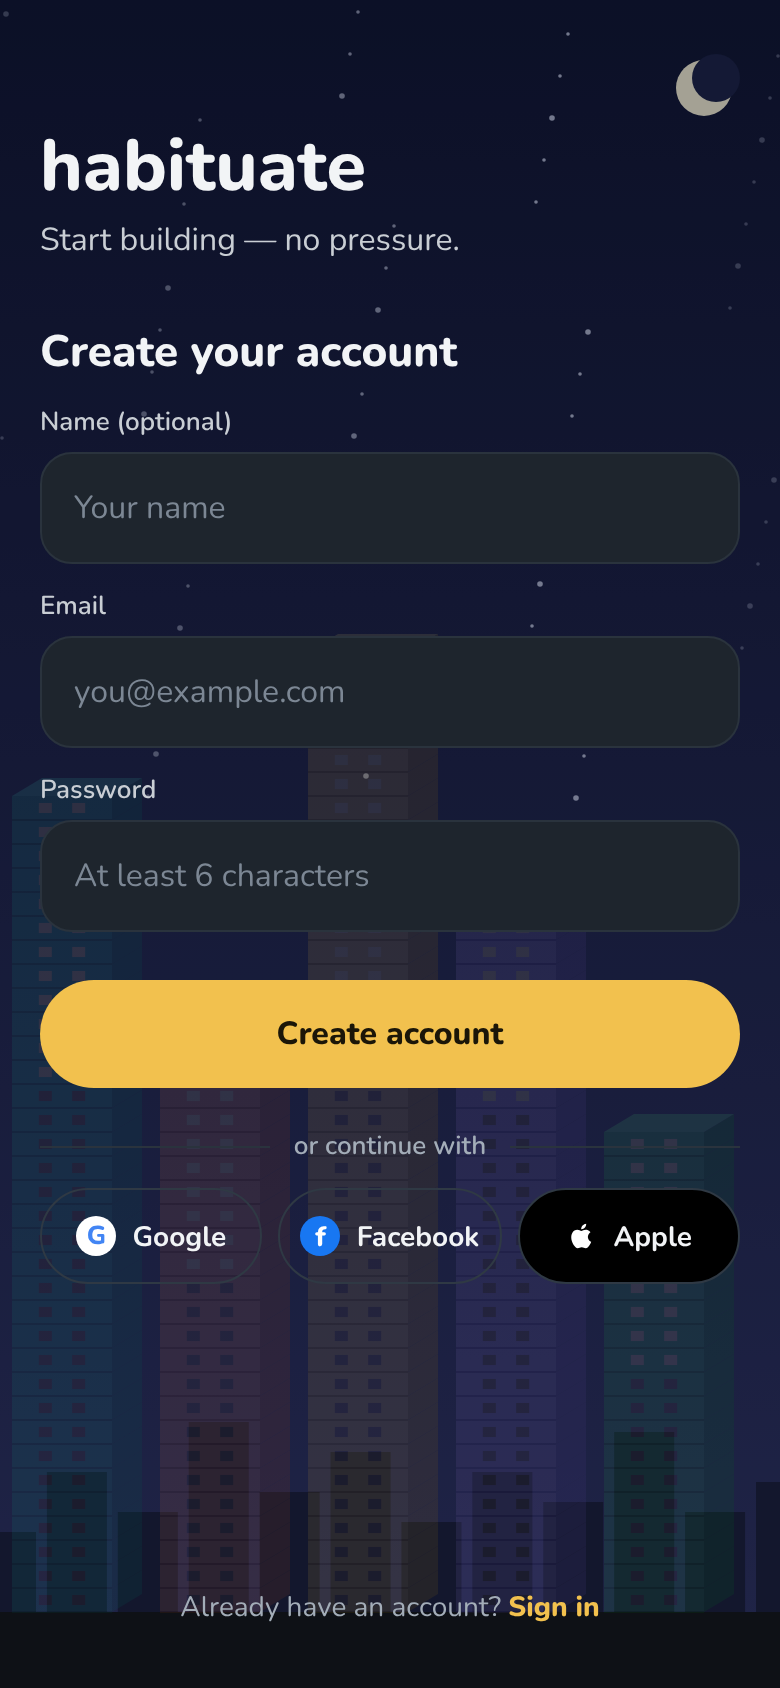 habituate
Start building — no pressure.
Create your account
Name (optional)
Your name
Email
you@example.com
Password
At least 6 characters
Create account
or continue with
G Google
f Facebook
Apple
Already have an account? Sign in